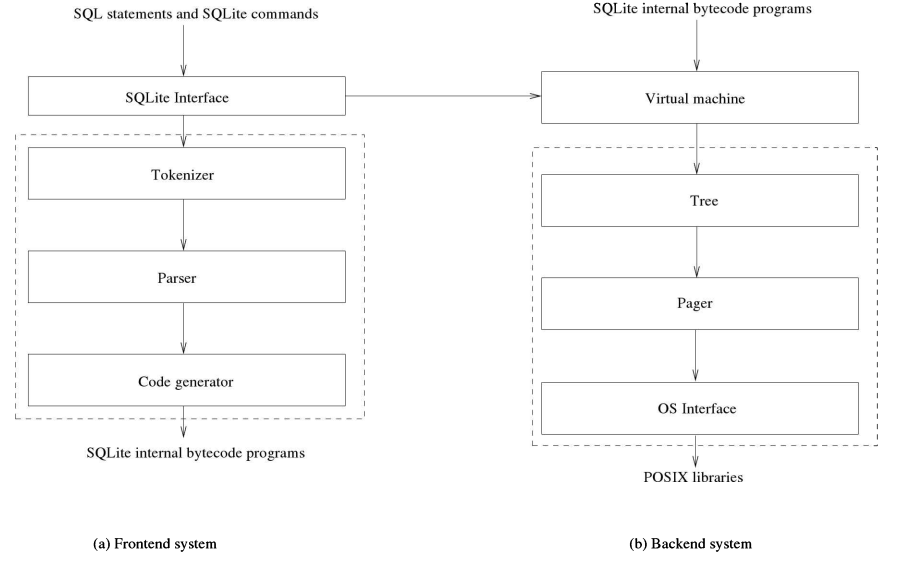 SQL statements and SQLite commands
SQLite Interface
Tokenizer
Parser
Code generator
SQLite internal bytecode programs
(a) Frontend system
SQLite internal bytecode programs
Virtual machine
Tree
Pager
OS Interface
POSIX libraries
(b) Backend system